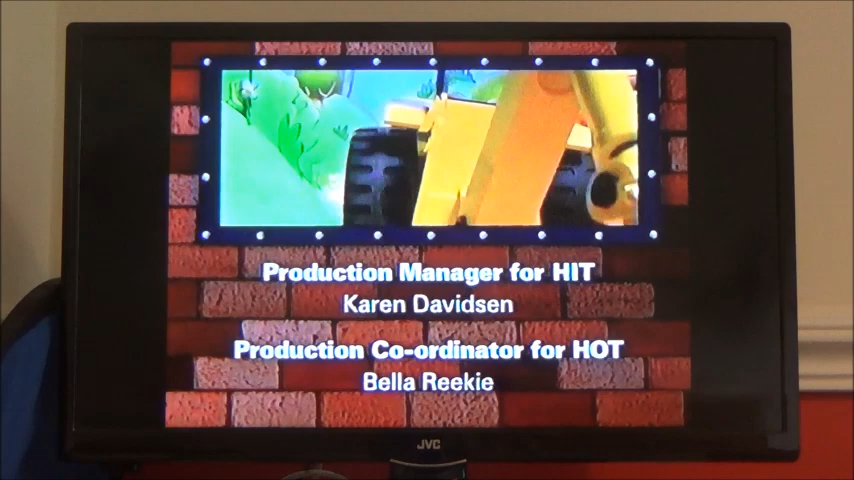 Production Manager for HIT
Karen Davidsen
Production Co-ordinator for HOT
Bella Reekie
JVC